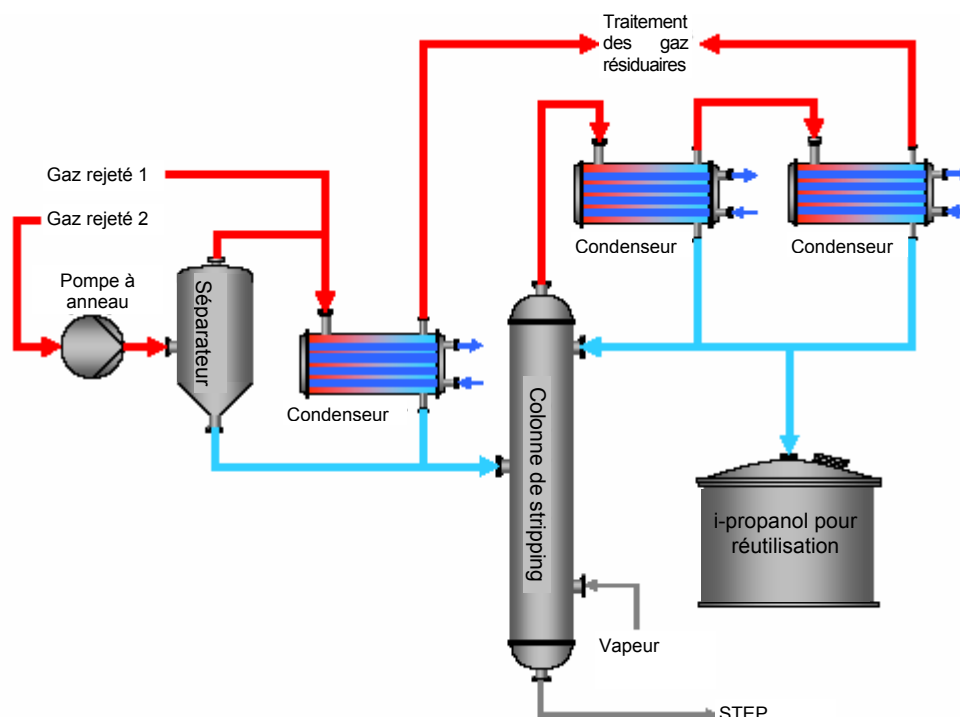 Traitement
des gaz
résiduaires
Gaz rejeté 1
Gaz rejeté 2
Pompe à
anneau
Séparateur
Condenseur
Condenseur
Condenseur
Colonne de stripping
i-propanol pour
réutilisation
Vapeur
STEP